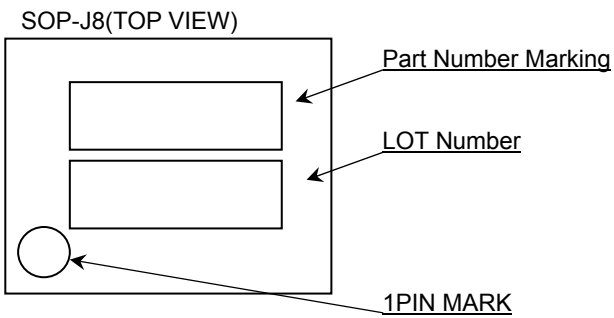 SOP-J8(TOP VIEW)
Part Number Marking
LOT Number
1PIN MARK